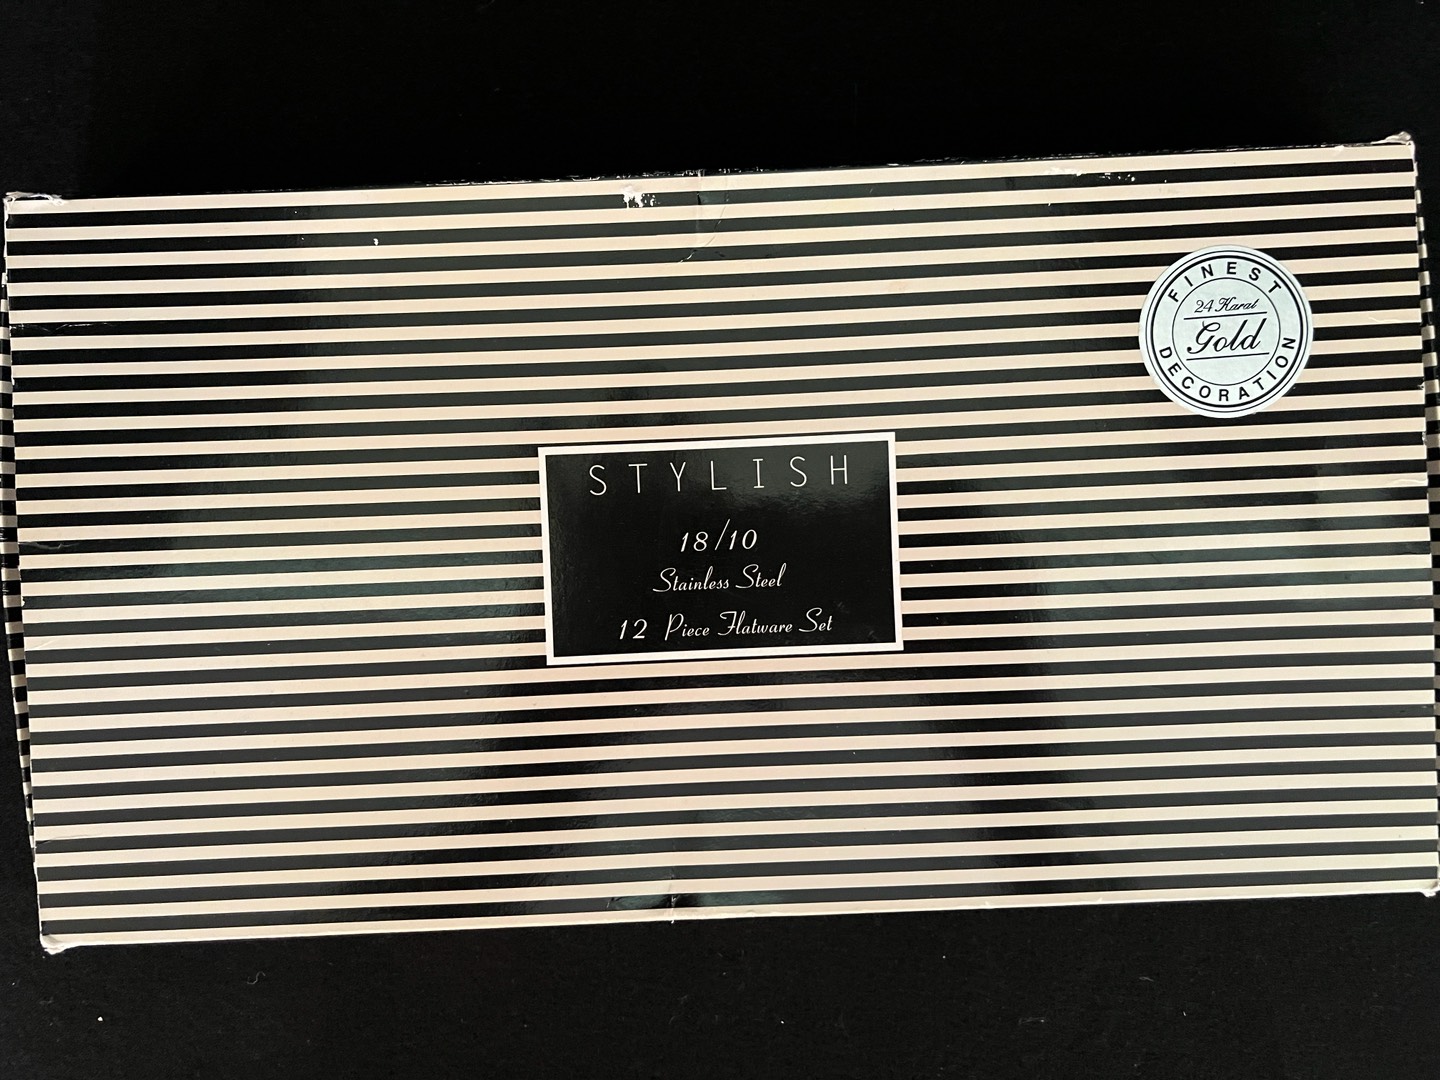 STYLISH
18/10
Stainless Steel
12 Piece Flatware Set
FINEST
24 Karat
Gold
DECORATION